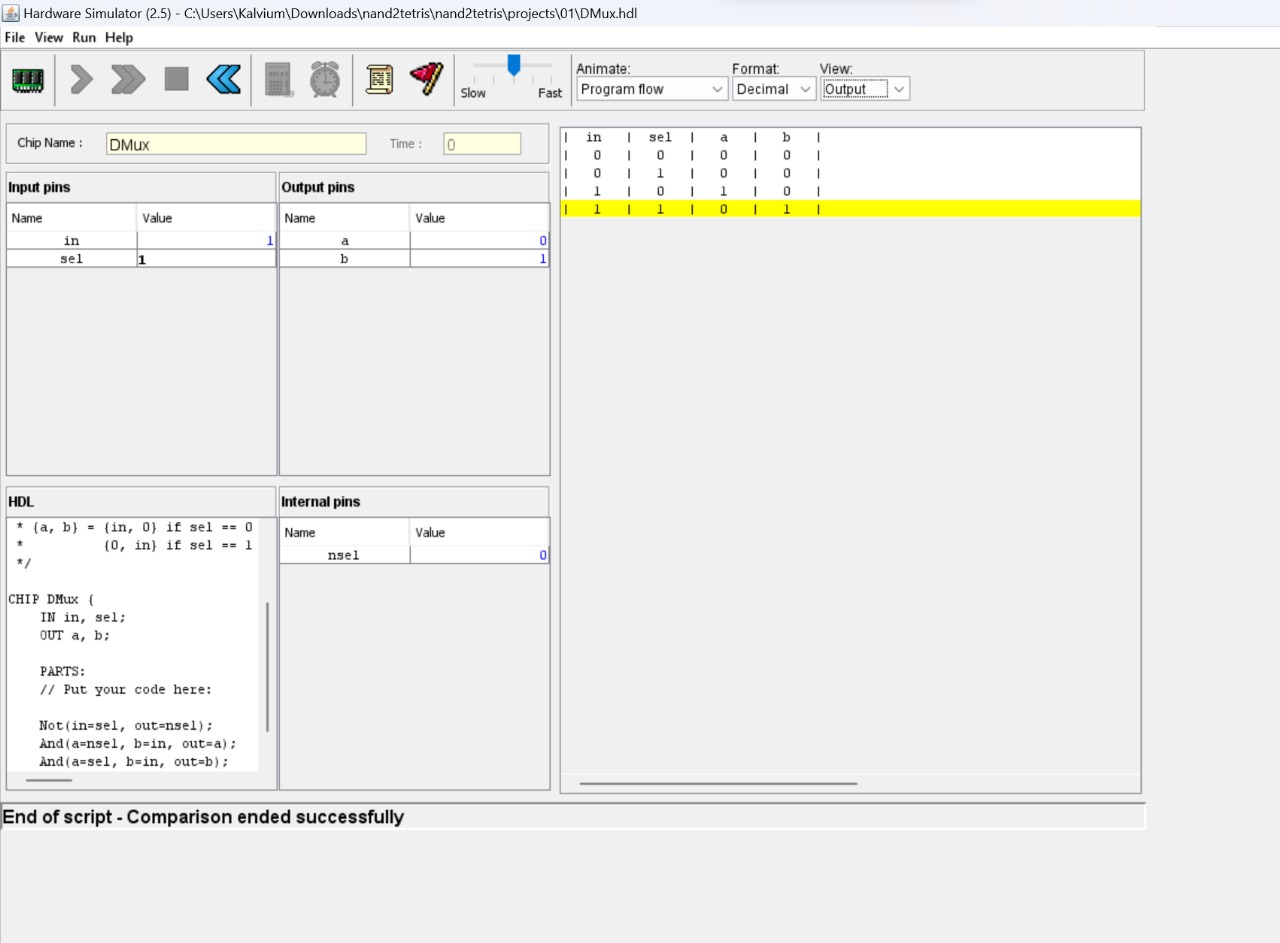 Hardware Simulator (2.5) - C:\Users\Kalvium\Downloads\nand2tetris\nand2tetris\projects\01\DMux.hdl
File View Run Help
Slow Fast
Animate: Format: View:
Program flow Decimal Output
Chip Name : DMux Time : 0
Input pins
Name Value
in 1
sel 1
Output pins
Name Value
a 0
b 1
HDL
* {a, b} = {in, 0} if sel == 0
* {0, in} if sel == 1
*/
CHIP DMux {
IN in, sel;
OUT a, b;
PARTS:
// Put your code here:
Not(in=sel, out=nsel);
And(a=nsel, b=in, out=a);
And(a=sel, b=in, out=b);
Internal pins
Name Value
nsel 0
| in | sel | a | b |
| 0 | 0 | 0 | 0 |
| 0 | 1 | 0 | 0 |
| 1 | 0 | 1 | 0 |
| 1 | 1 | 0 | 1 |
End of script - Comparison ended successfully